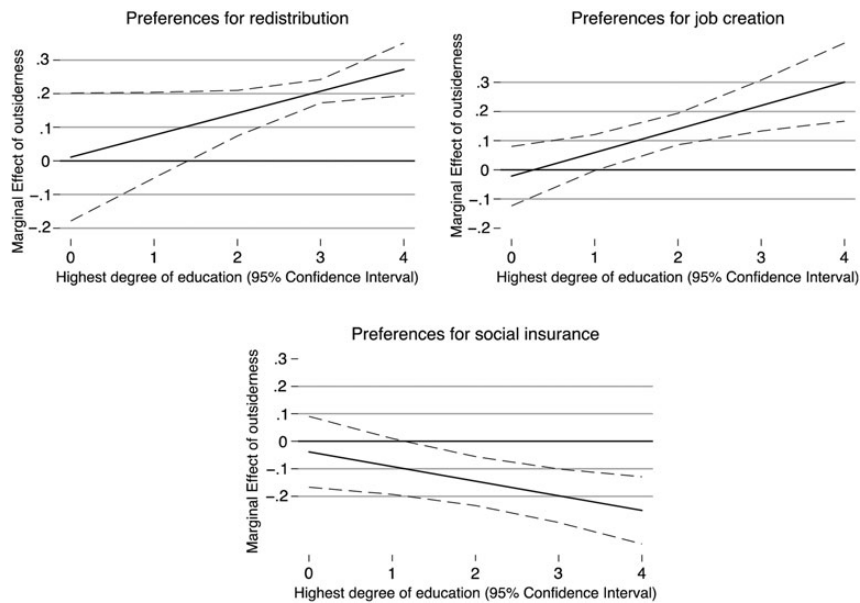 Preferences for redistribution
Marginal Effect of outsiderness
.3
.2
.1
0
−.1
−.2
0 1 2 3 4
Highest degree of education (95% Confidence Interval)
Preferences for job creation
Marginal Effect of outsiderness
.3
.2
.1
0
−.1
−.2
0 1 2 3 4
Highest degree of education (95% Confidence Interval)
Preferences for social insurance
Marginal Effect of outsiderness
.3
.2
.1
0
−.1
−.2
0 1 2 3 4
Highest degree of education (95% Confidence Interval)